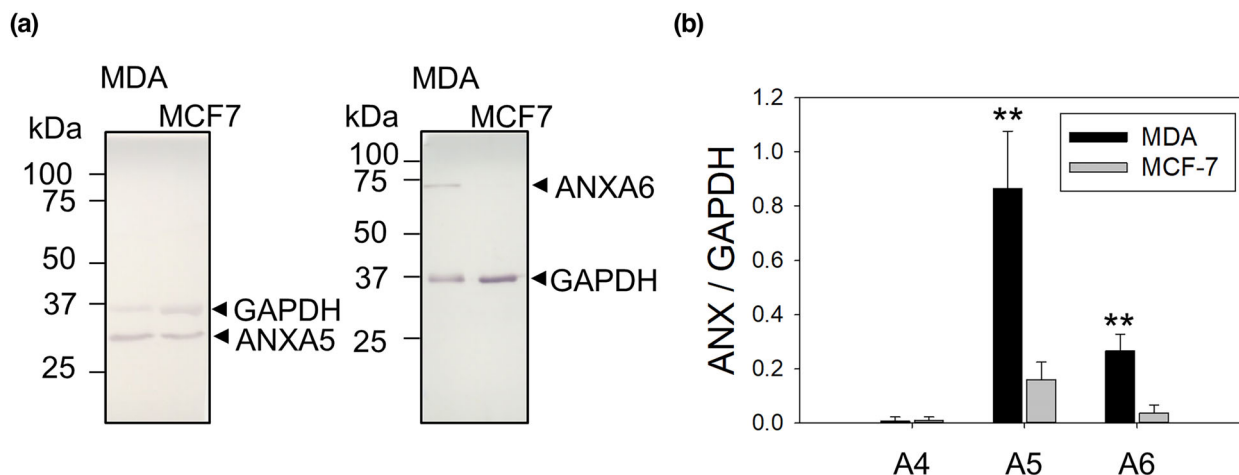 (a)
MDA
MCF7
kDa
100
75
50
37
25
GAPDH
ANXA5
MDA
MCF7
kDa
100
75
50
37
25
ANXA6
GAPDH
(b)
ANX / GAPDH
1.2
1.0
0.8
0.6
0.4
0.2
0.0
**
**
MDA
MCF-7
A4 A5 A6